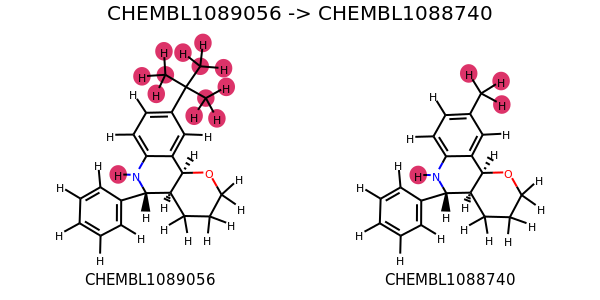 CHEMBL1089056 -> CHEMBL1088740
H H H H H H H H H H H H H N O H H H H H H H H H H H H H
H H H H H H N O H H H H H H H H H H H H H H
CHEMBL1089056 CHEMBL1088740